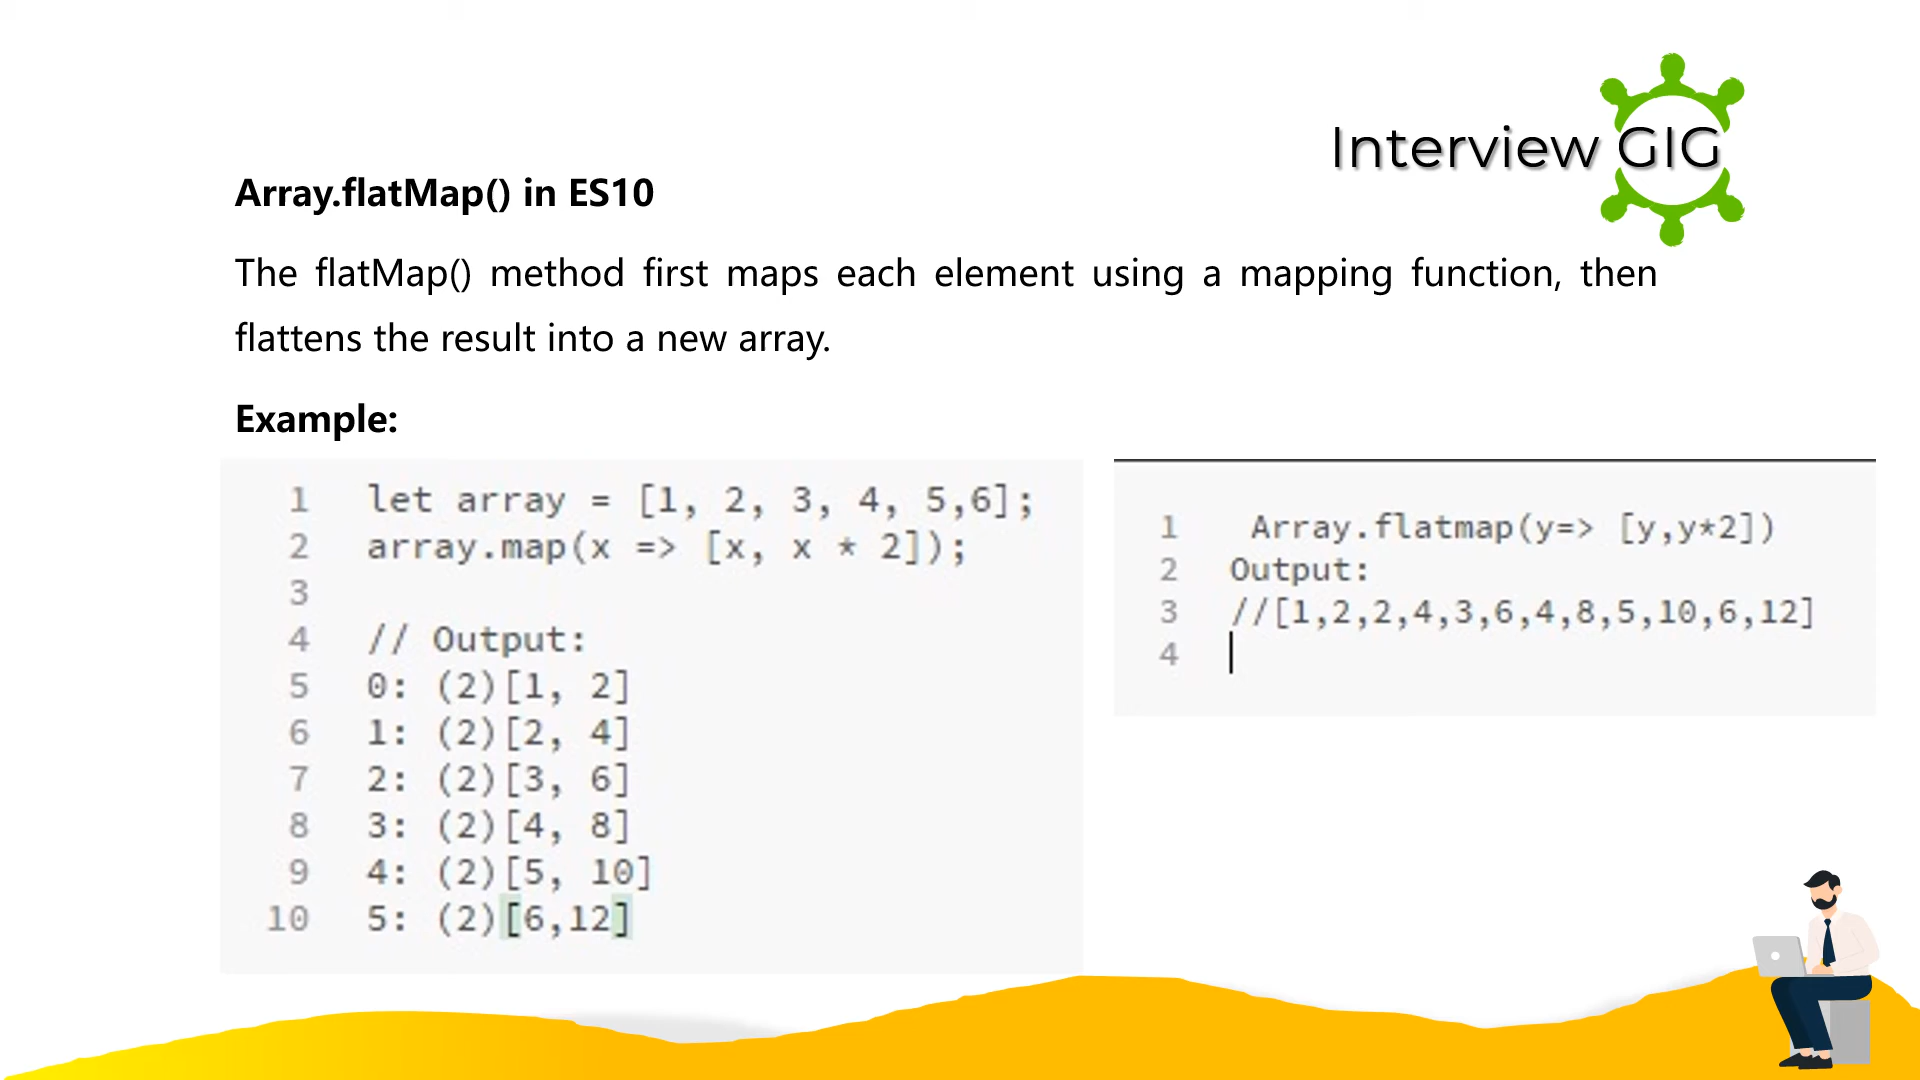 Interview GIG
Array.flatMap() in ES10
The flatMap() method first maps each element using a mapping function, then
flattens the result into a new array.
Example:
1 let array = [1, 2, 3, 4, 5,6];
2 array.map(x => [x, x * 2]);
3
4 // Output:
5 0: (2)[1, 2]
6 1: (2)[2, 4]
7 2: (2)[3, 6]
8 3: (2)[4, 8]
9 4: (2)[5, 10]
10 5: (2)[6,12]
1 Array.flatmap(y=> [y,y*2])
2 Output:
3 //[1,2,2,4,3,6,4,8,5,10,6,12]
4